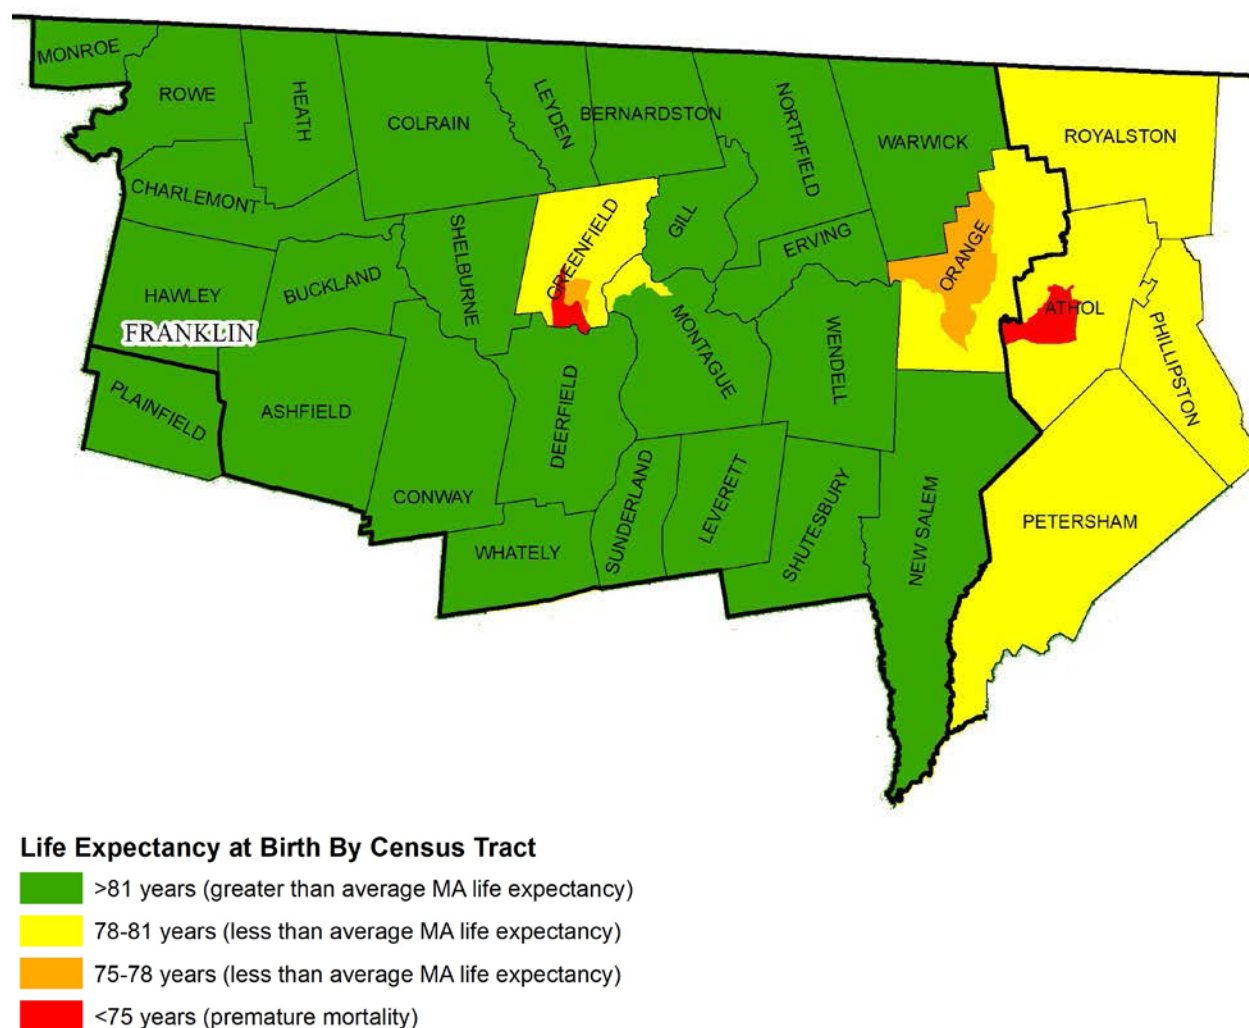 MONROE
ROWE
HEATH
COLRAIN
LEYDEN
BERNARDSTON
NORTHFIELD
WARWICK
ROYALSTON
CHARLEMONT
SHELBURNE
GREENFIELD
GILL
ERVING
ORANGE
HAWLEY
BUCKLAND
FRANKLIN
MONTAGUE
WENDELL
ATHOL
PHILLIPSTON
PLAINFIELD
ASHFIELD
DEERFIELD
CONWAY
WHATELY
SUNDERLAND
LEVERETT
SHUTESBURY
NEW SALEM
PETERSHAM
Life Expectancy at Birth By Census Tract
>81 years (greater than average MA life expectancy)
78-81 years (less than average MA life expectancy)
75-78 years (less than average MA life expectancy)
<75 years (premature mortality)